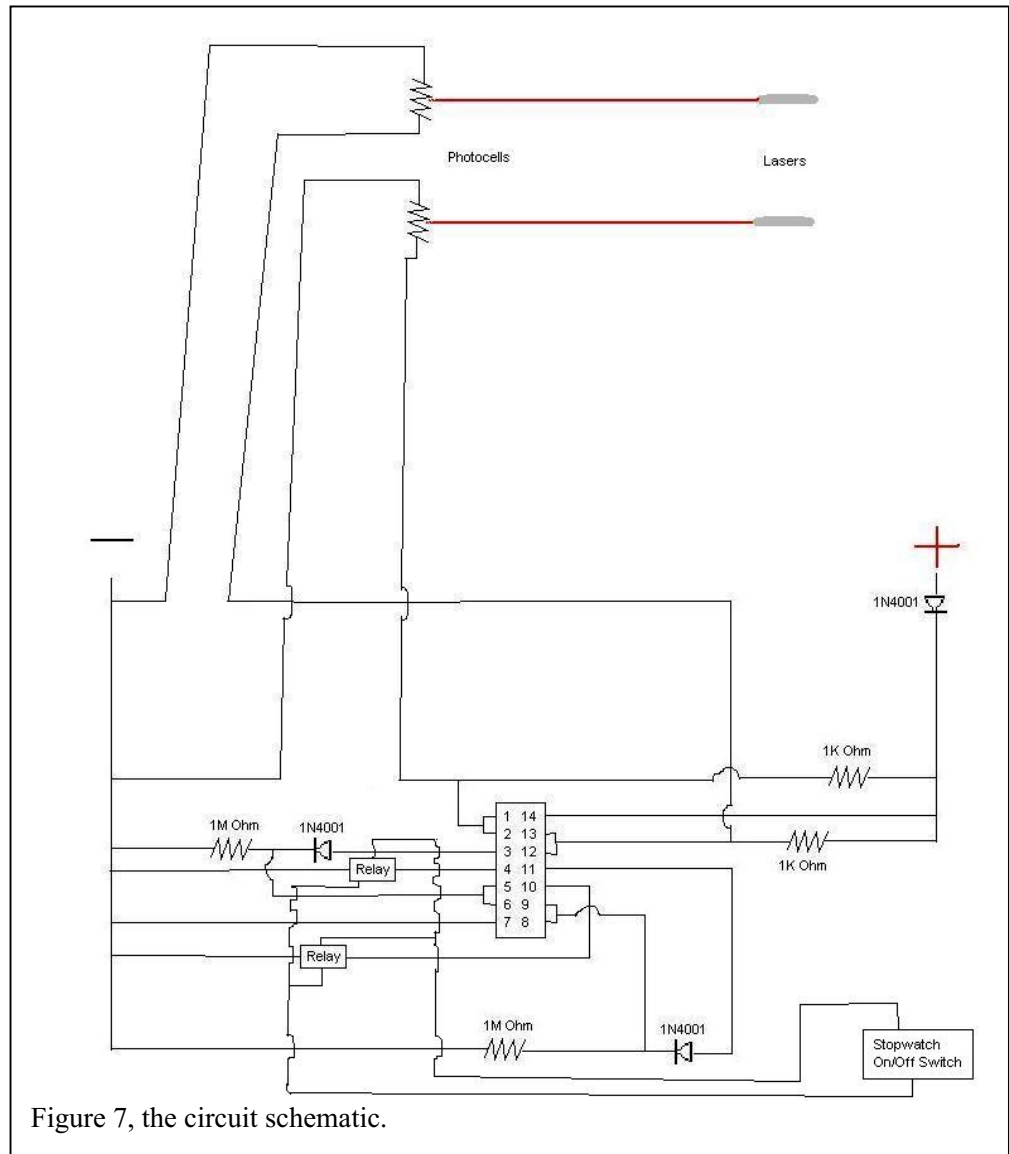 Photocells
Lasers
1N4001
1K Ohm
1 14
2 13
3 12
4 11
5 10
6 9
7 8
1M Ohm
1N4001
Relay
1K Ohm
Relay
1M Ohm
1N4001
Stopwatch
On/Off Switch
Figure 7, the circuit schematic.